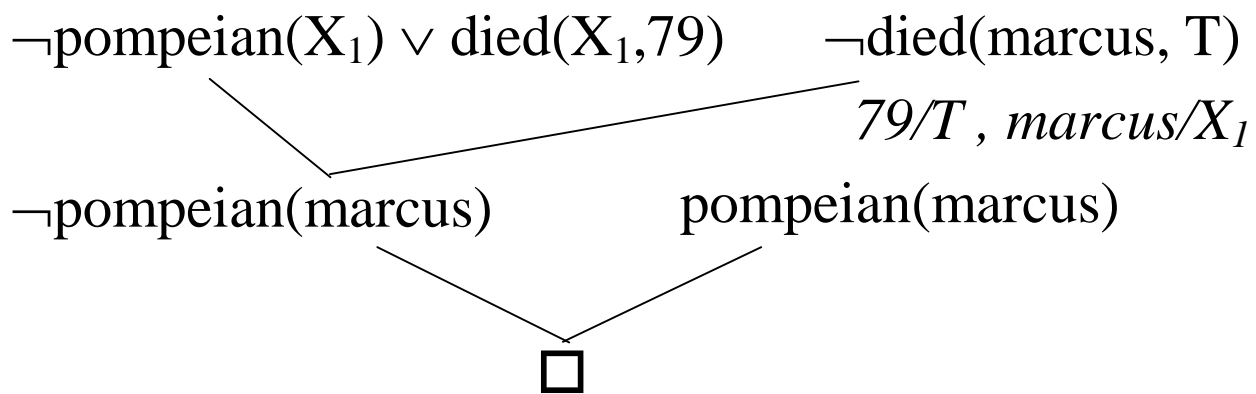 ¬pompeian(X₁) ∨ died(X₁,79) ¬died(marcus, T)
79/T , marcus/X₁
¬pompeian(marcus) pompeian(marcus)